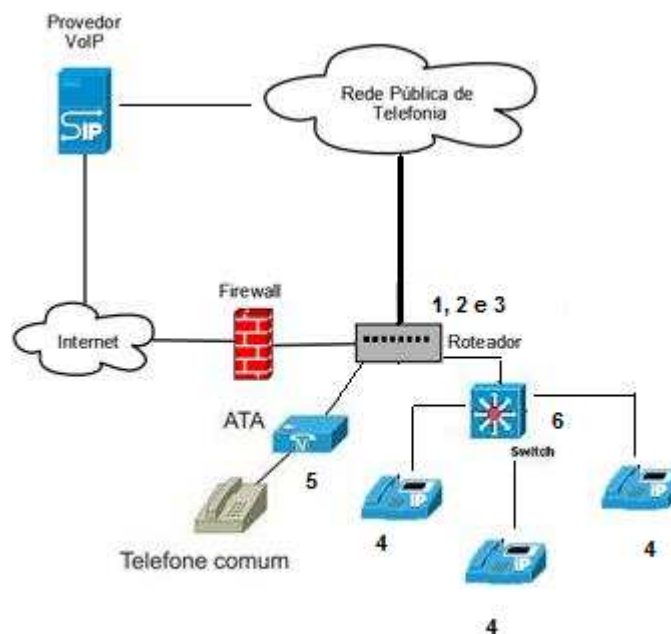 Provedor
VoIP
SIP
Rede Pública de
Telefonia
Firewall
1, 2 e 3
Internet
Roteador
ATA
V
6
Switch
5
IP
IP
4
IP
4
Telefone comum
4